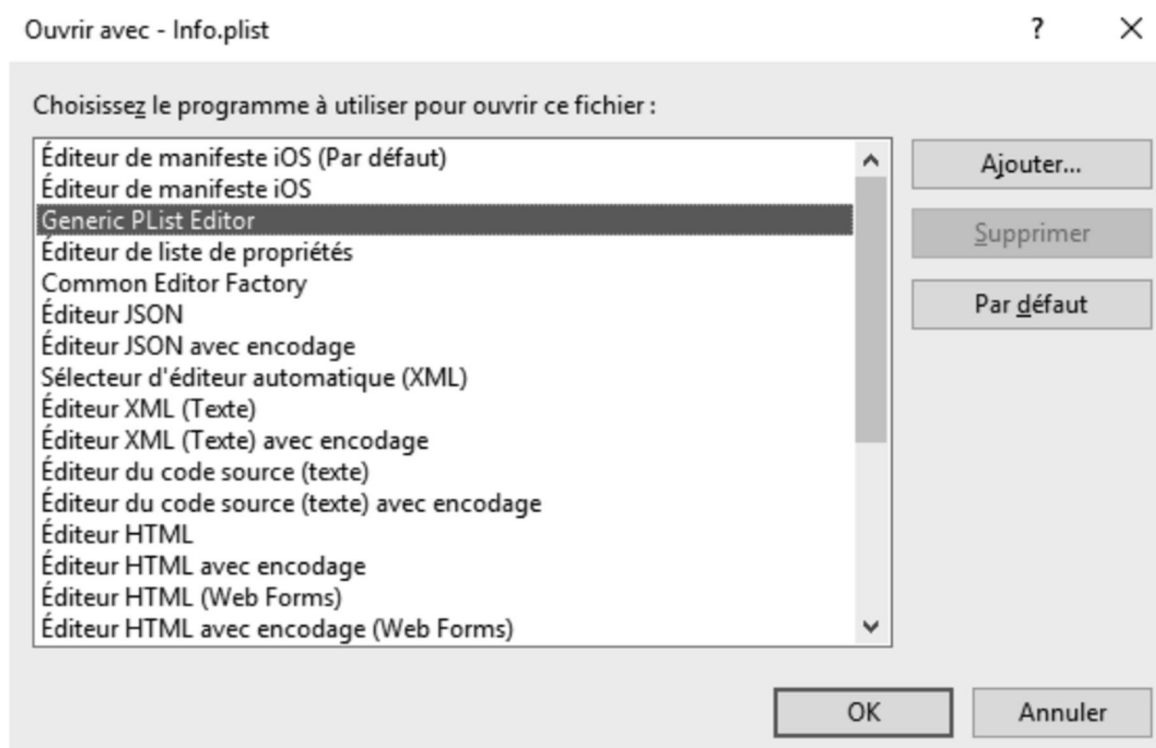 Ouvrir avec - Info.plist
?
Choisissez le programme à utiliser pour ouvrir ce fichier :
Éditeur de manifeste iOS (Par défaut)
Éditeur de manifeste iOS
Generic PList Editor
Éditeur de liste de propriétés
Common Editor Factory
Éditeur JSON
Éditeur JSON avec encodage
Sélecteur d'éditeur automatique (XML)
Éditeur XML (Texte)
Éditeur XML (Texte) avec encodage
Éditeur du code source (texte)
Éditeur du code source (texte) avec encodage
Éditeur HTML
Éditeur HTML avec encodage
Éditeur HTML (Web Forms)
Éditeur HTML avec encodage (Web Forms)
Ajouter...
Supprimer
Par défaut
OK
Annuler